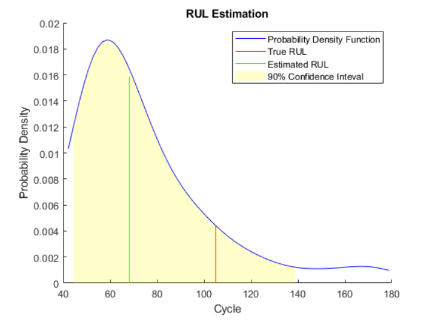 RUL Estimation
Probability Density Function
True RUL
Estimated RUL
90% Confidence Inteval
Probability Density
0.02
0.018
0.016
0.014
0.012
0.01
0.008
0.006
0.004
0.002
0
40 60 80 100 120 140 160 180
Cycle